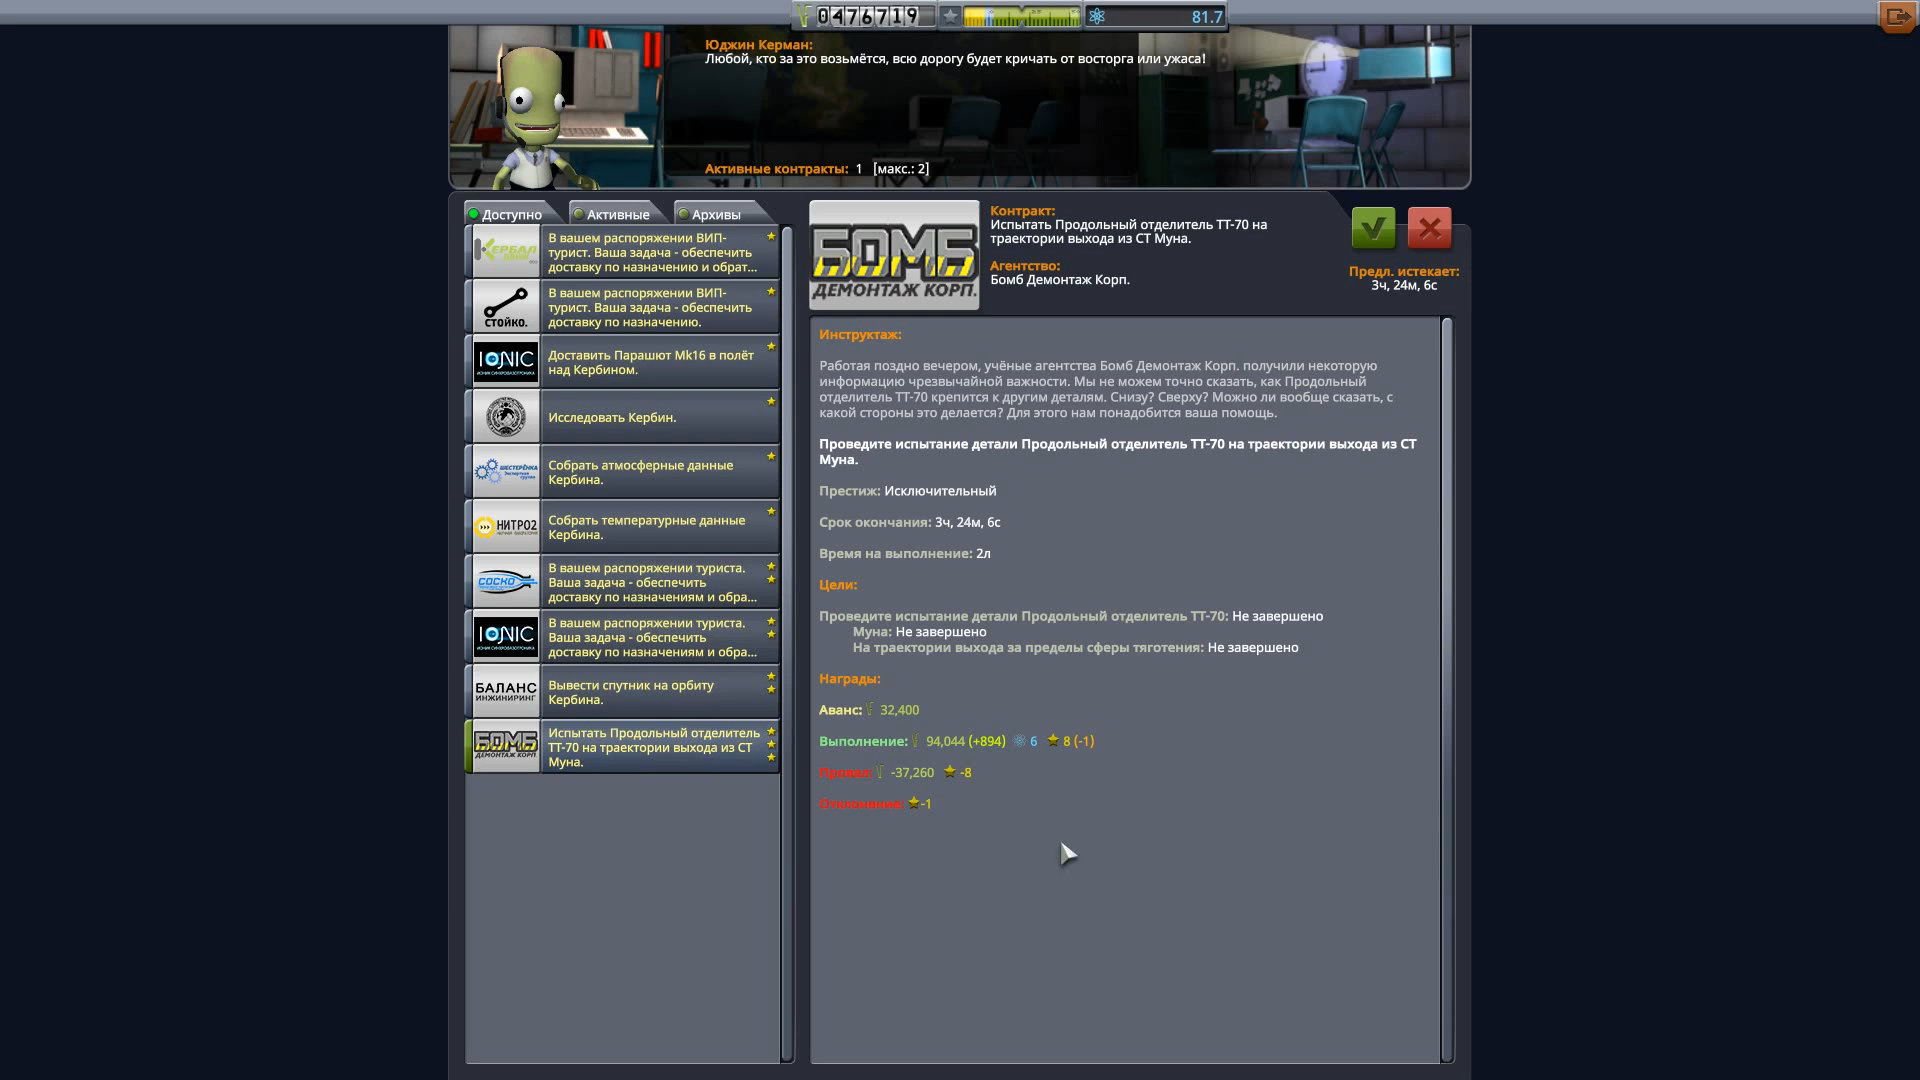 0476719
81.7
Юджин Керман:
Любой, кто за это возьмётся, всю дорогу будет кричать от восторга или ужаса!
Активные контракты: 1 [макс.: 2]
Доступно
Активные
Архивы
КЕРБАЛ
В вашем распоряжении ВИП-
турист. Ваша задача - обеспечить
доставку по назначению и обрат...
СТОЙКО.
В вашем распоряжении ВИП-
турист. Ваша задача - обеспечить
доставку по назначению.
IONIC
Доставить Парашют Mk16 в полёт
над Кербином.
Исследовать Кербин.
ШЕСТЕРЁНКА
Собрать атмосферные данные
Кербина.
НИТРО2
Собрать температурные данные
Кербина.
СОСКО
В вашем распоряжении туриста.
Ваша задача - обеспечить
доставку по назначениям и обра...
IONIC
В вашем распоряжении туриста.
Ваша задача - обеспечить
доставку по назначениям и обра...
БАЛАНС
ИНЖИНИРИНГ
Вывести спутник на орбиту
Кербина.
БОМБ
ДЕМОНТАЖ КОРП.
Испытать Продольный отделитель
ТТ-70 на траектории выхода из СТ
Муна.
БОМБ
ДЕМОНТАЖ КОРП.
Контракт:
Испытать Продольный отделитель ТТ-70 на
траектории выхода из СТ Муна.
Агентство:
Бомб Демонтаж Корп.
Предл. истекает:
3ч, 24м, 6с
Инструктаж:
Работая поздно вечером, учёные агентства Бомб Демонтаж Корп. получили некоторую
информацию чрезвычайной важности. Мы не можем точно сказать, как Продольный
отделитель ТТ-70 крепится к другим деталям. Снизу? Сверху? Можно ли вообще сказать, с
какой стороны это делается? Для этого нам понадобится ваша помощь.
Проведите испытание детали Продольный отделитель ТТ-70 на траектории выхода из СТ
Муна.
Престиж: Исключительный
Срок окончания: 3ч, 24м, 6с
Время на выполнение: 2л
Цели:
Проведите испытание детали Продольный отделитель ТТ-70: Не завершено
Муна: Не завершено
На траектории выхода за пределы сферы тяготения: Не завершено
Награды:
Аванс: 32,400
Выполнение: 94,044 (+894) 6 8 (-1)
Провал: -37,260 -8
Отклонение: -1